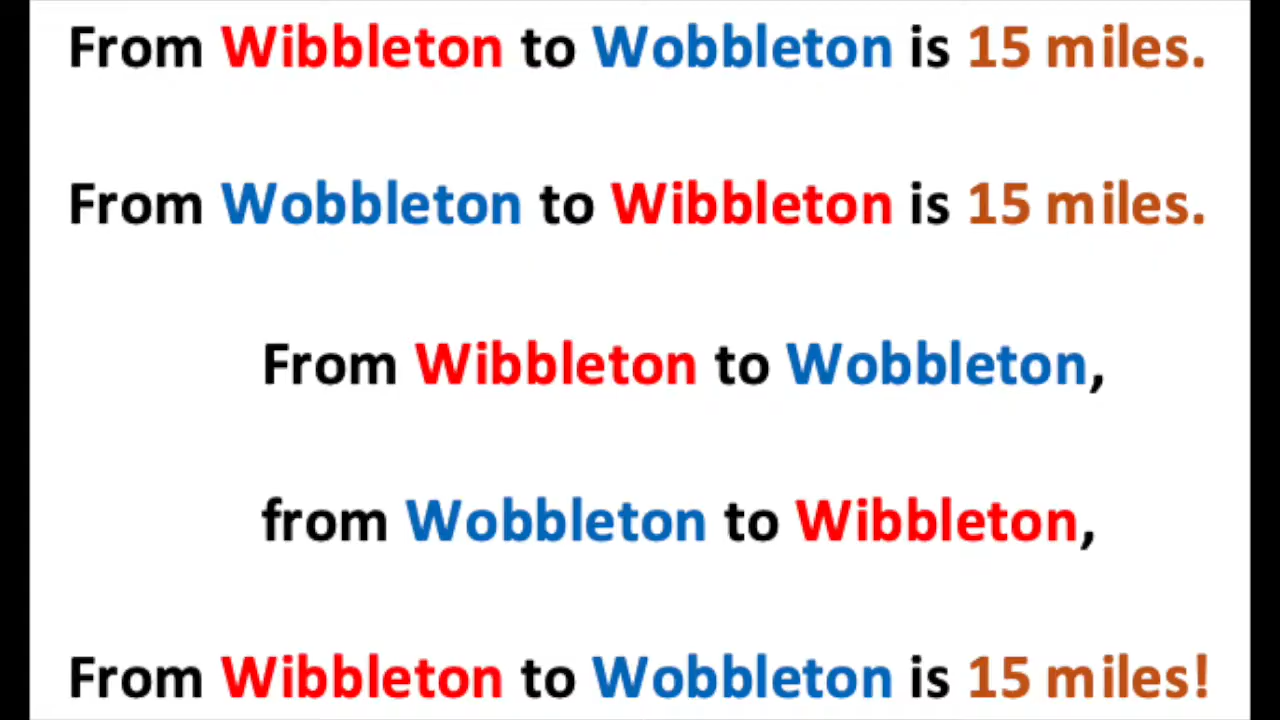 From Wibbleton to Wobbleton is 15 miles.
From Wobbleton to Wibbleton is 15 miles.
From Wibbleton to Wobbleton,
from Wobbleton to Wibbleton,
From Wibbleton to Wobbleton is 15 miles!